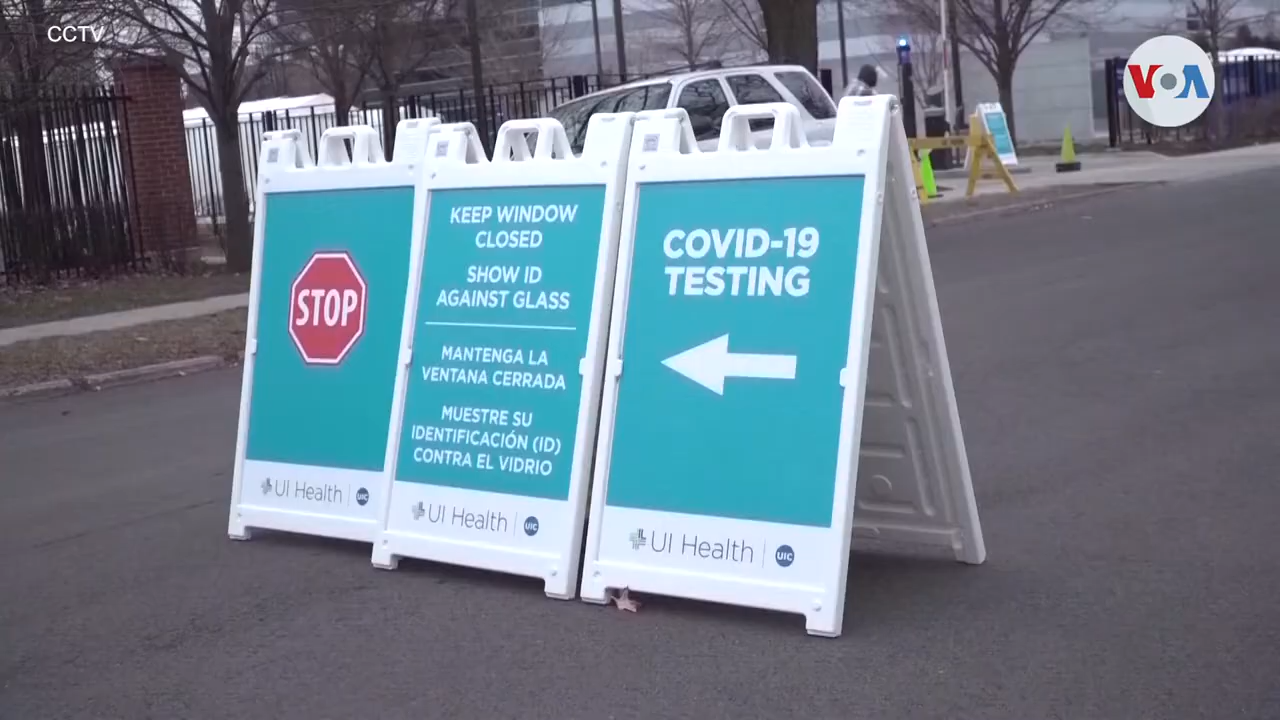 CCTV
VOA
STOP
UI Health
UIC
KEEP WINDOW
CLOSED
SHOW ID
AGAINST GLASS
MANTENGA LA
VENTANA CERRADA
MUESTRE SU
IDENTIFICACIÓN (ID)
CONTRA EL VIDRIO
UI Health
UIC
COVID-19
TESTING
UI Health
UIC